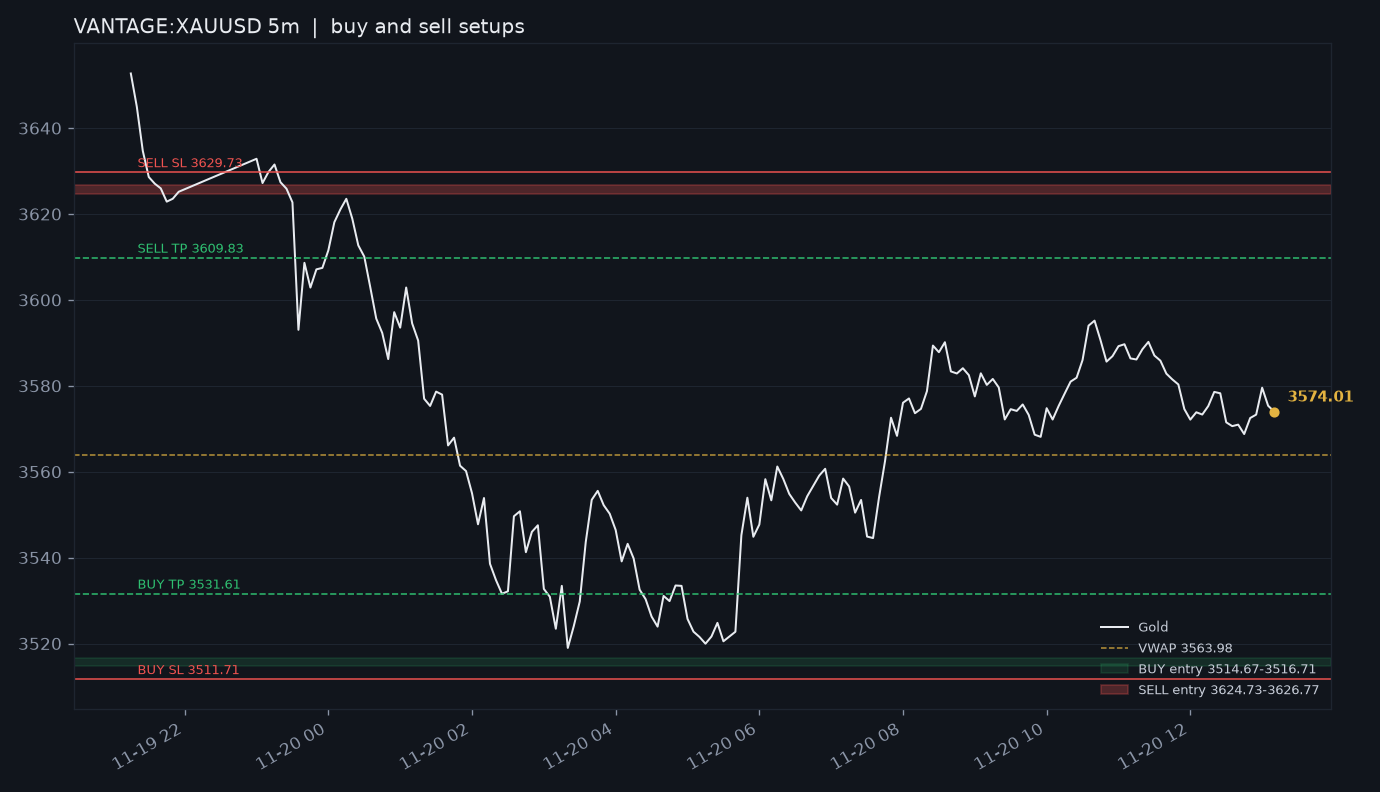 VANTAGE:XAUUSD 5m | buy and sell setups
3640
3620
3600
3580
3560
3540
3520
SELL SL 3629.73
SELL TP 3609.83
3574.01
BUY TP 3531.61
BUY SL 3511.71
Gold
VWAP 3563.98
BUY entry 3514.67-3516.71
SELL entry 3624.73-3626.77
11-19 22
11-20 00
11-20 02
11-20 04
11-20 06
11-20 08
11-20 10
11-20 12